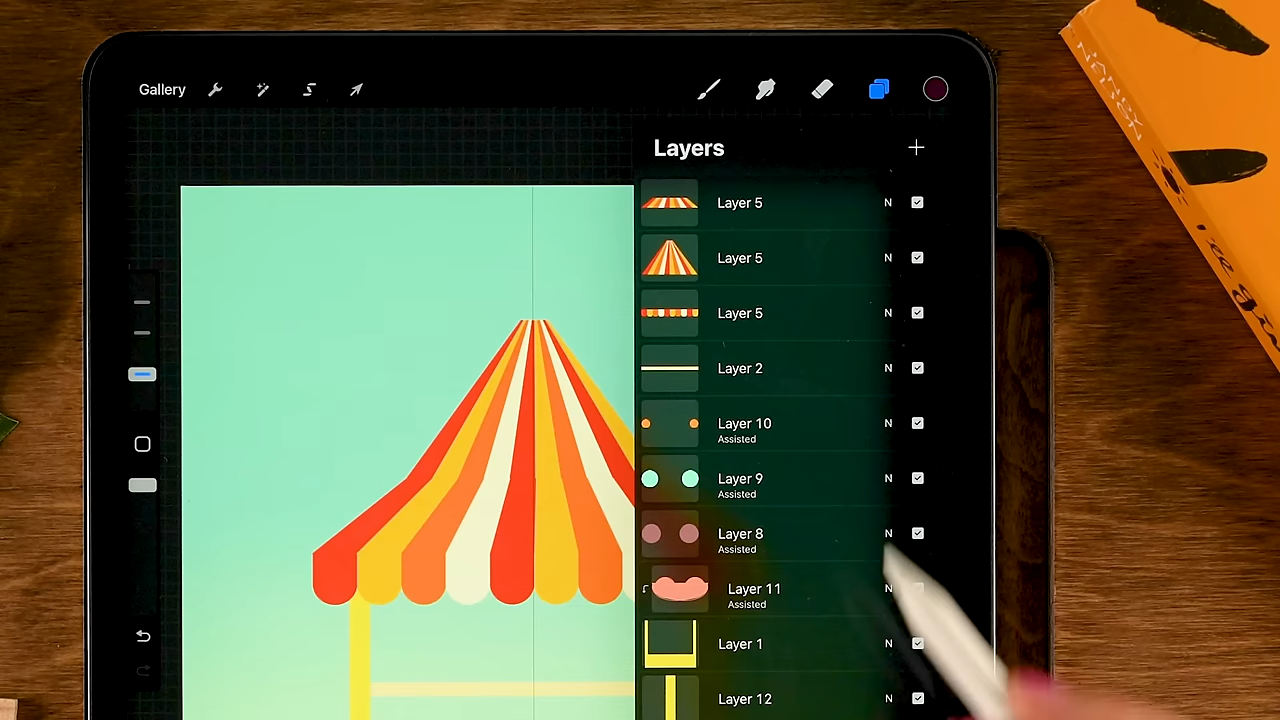 Gallery
Layers
Layer 5 N
Layer 5 N
Layer 5 N
Layer 2 N
Layer 10 N
Assisted
Layer 9 N
Assisted
Layer 8 N
Assisted
Layer 11 N
Assisted
Layer 1 N
Layer 12 N